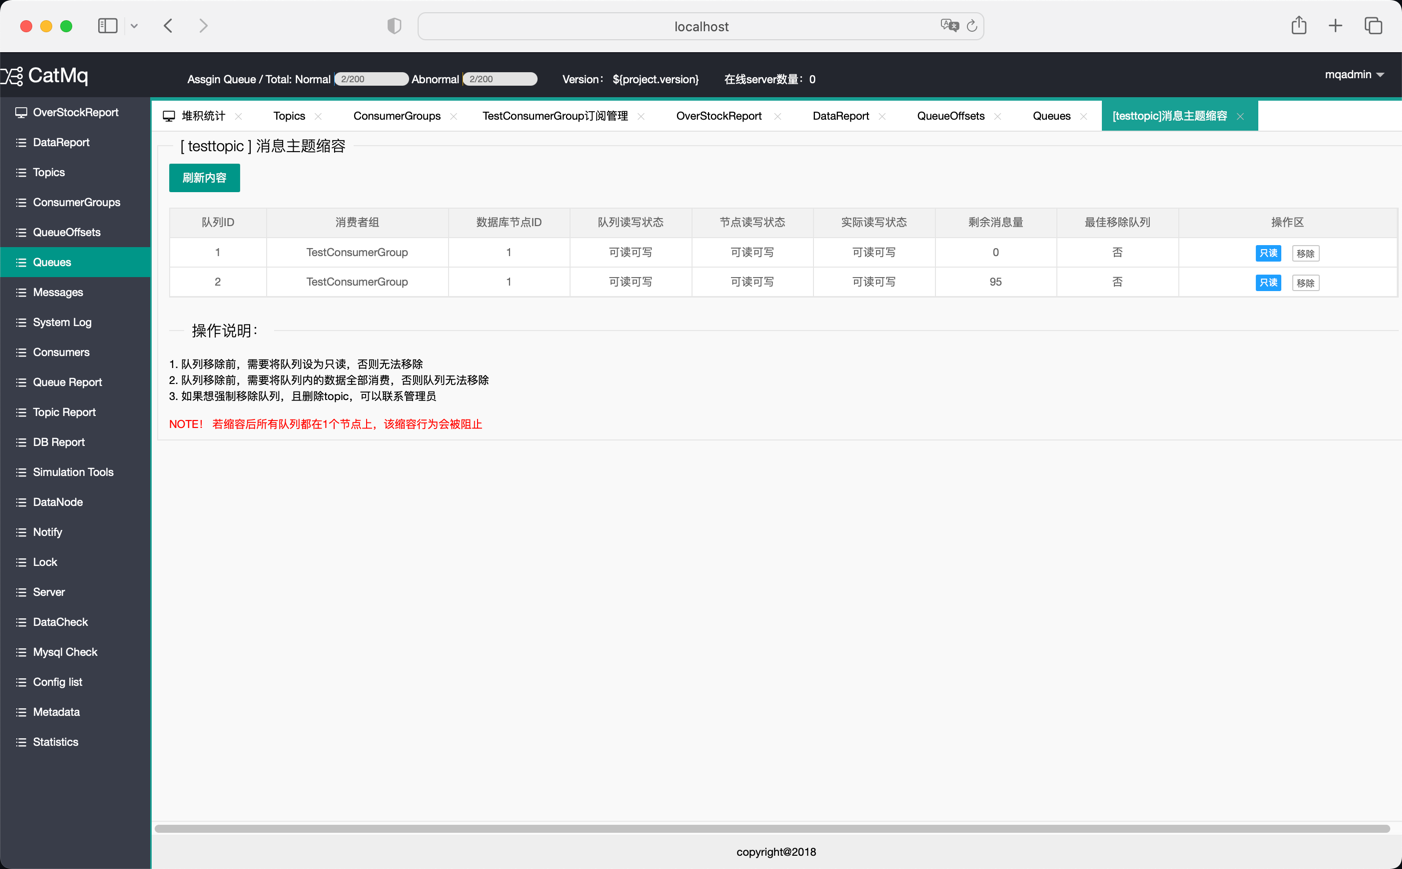 localhost
CatMq
Assgin Queue / Total: Normal 2/200 Abnormal 2/200 Version: ${project.version} 在线server数量: 0
mqadmin
OverStockReport
DataReport
Topics
ConsumerGroups
QueueOffsets
Queues
Messages
System Log
Consumers
Queue Report
Topic Report
DB Report
Simulation Tools
DataNode
Notify
Lock
Server
DataCheck
Mysql Check
Config list
Metadata
Statistics
堆积统计 Topics ConsumerGroups TestConsumerGroup订阅管理 OverStockReport DataReport QueueOffsets Queues [testtopic]消息主题缩容
[ testtopic ] 消息主题缩容
刷新内容
队列ID 消费者组 数据库节点ID 队列读写状态 节点读写状态 实际读写状态 剩余消息量 最佳移除队列 操作区
1 TestConsumerGroup 1 可读可写 可读可写 可读可写 0 否 只读 移除
2 TestConsumerGroup 1 可读可写 可读可写 可读可写 95 否 只读 移除
操作说明：
1. 队列移除前，需要将队列设为只读，否则无法移除
2. 队列移除前，需要将队列内的数据全部消费，否则队列无法移除
3. 如果想强制移除队列，且删除topic，可以联系管理员
NOTE! 若缩容后所有队列都在1个节点上，该缩容行为会被阻止
copyright@2018